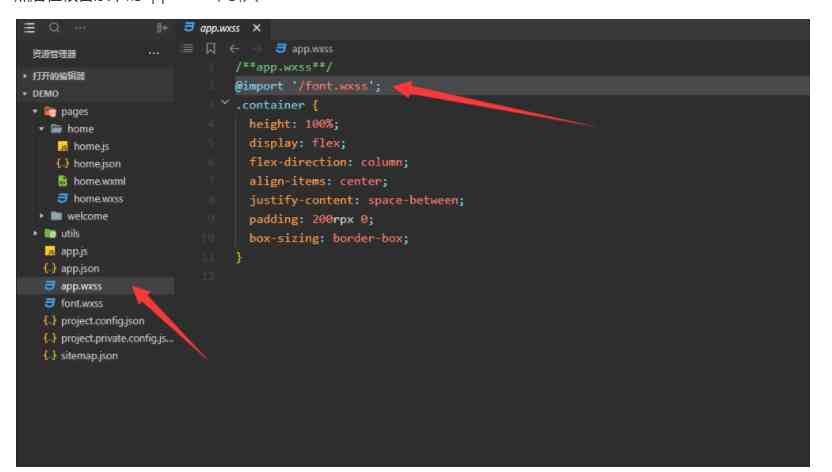 app.wxss
资源管理器
app.wxss
打开的编辑器
DEMO
pages
home
home.js
home.json
home.wxml
home.wxss
welcome
utils
app.js
app.json
app.wxss
font.wxss
project.config.json
project.private.config.js...
sitemap.json
1 /**app.wxss**/
2 @import '/font.wxss';
3 .container {
4 height: 100%;
5 display: flex;
6 flex-direction: column;
7 align-items: center;
8 justify-content: space-between;
9 padding: 200rpx 0;
10 box-sizing: border-box;
11 }
12